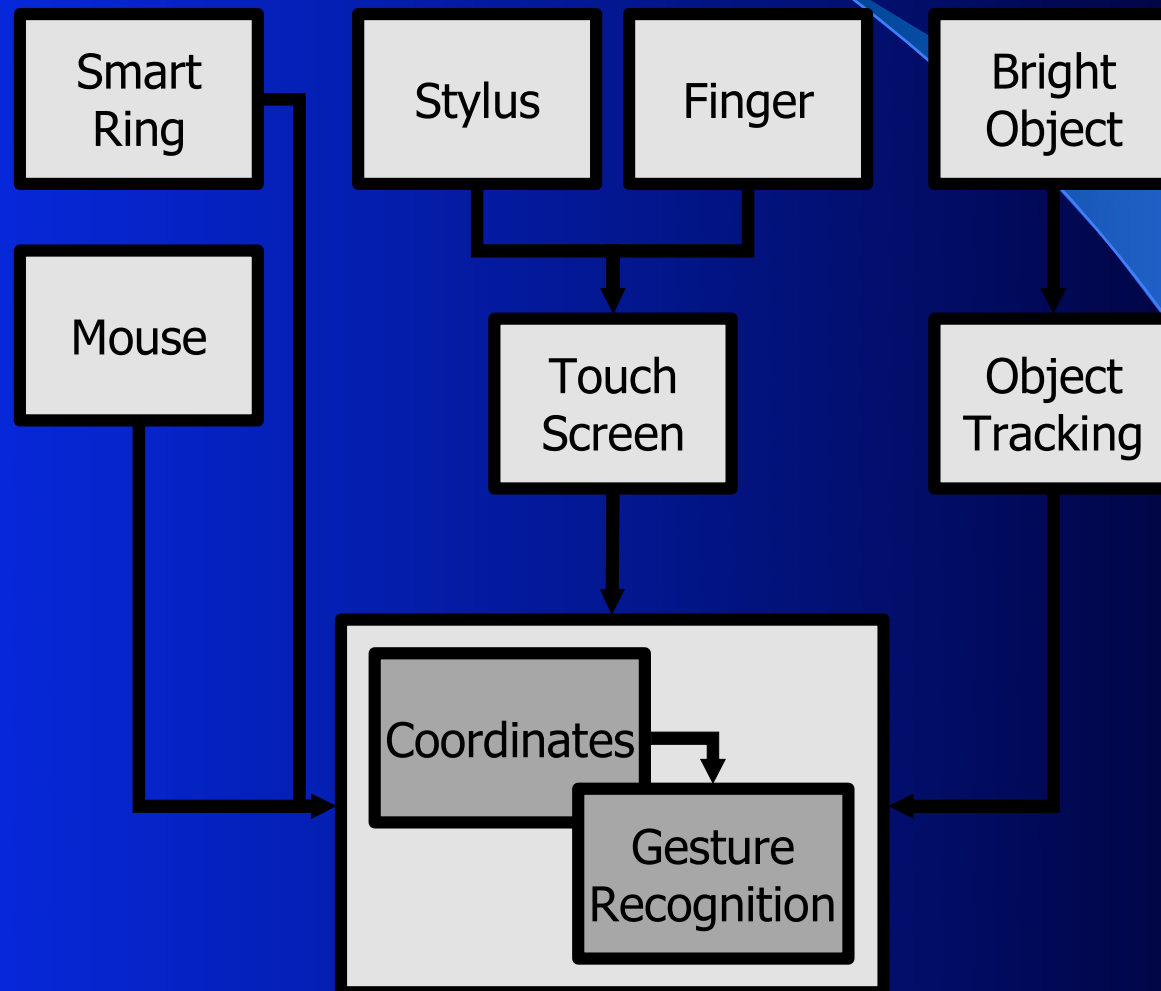 Smart
Ring
Stylus
Finger
Bright
Object
Mouse
Touch
Screen
Object
Tracking
Coordinates
Gesture
Recognition